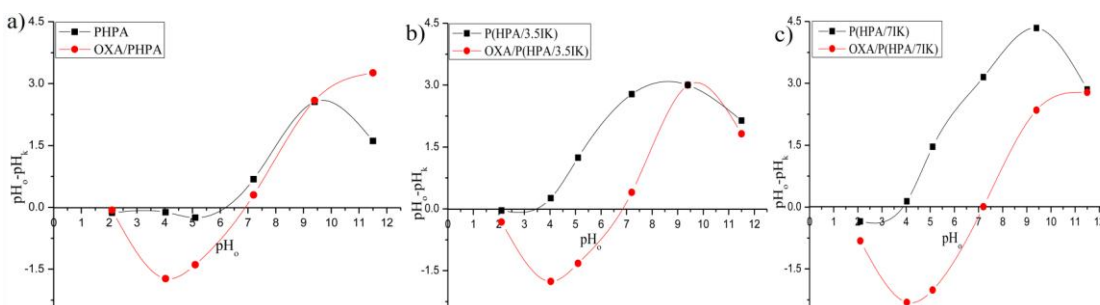 a)
PHPA
OXA/PHPA
4.5
3.0
1.5
0.0
-1.5
pHo-pHk
0 1 2 3 4 5 6 7 8 9 10 11 12
pHo
b)
P(HPA/3.5IK)
OXA/P(HPA/3.5IK)
4.5
3.0
1.5
0.0
-1.5
pHo-pHk
0 1 2 3 4 5 6 7 8 9 10 11 12
pHo
c)
P(HPA/7IK)
OXA/P(HPA/7IK)
4.5
3.0
1.5
0.0
-1.5
pHo-pHk
0 1 2 3 4 5 6 7 8 9 10 11
pHo